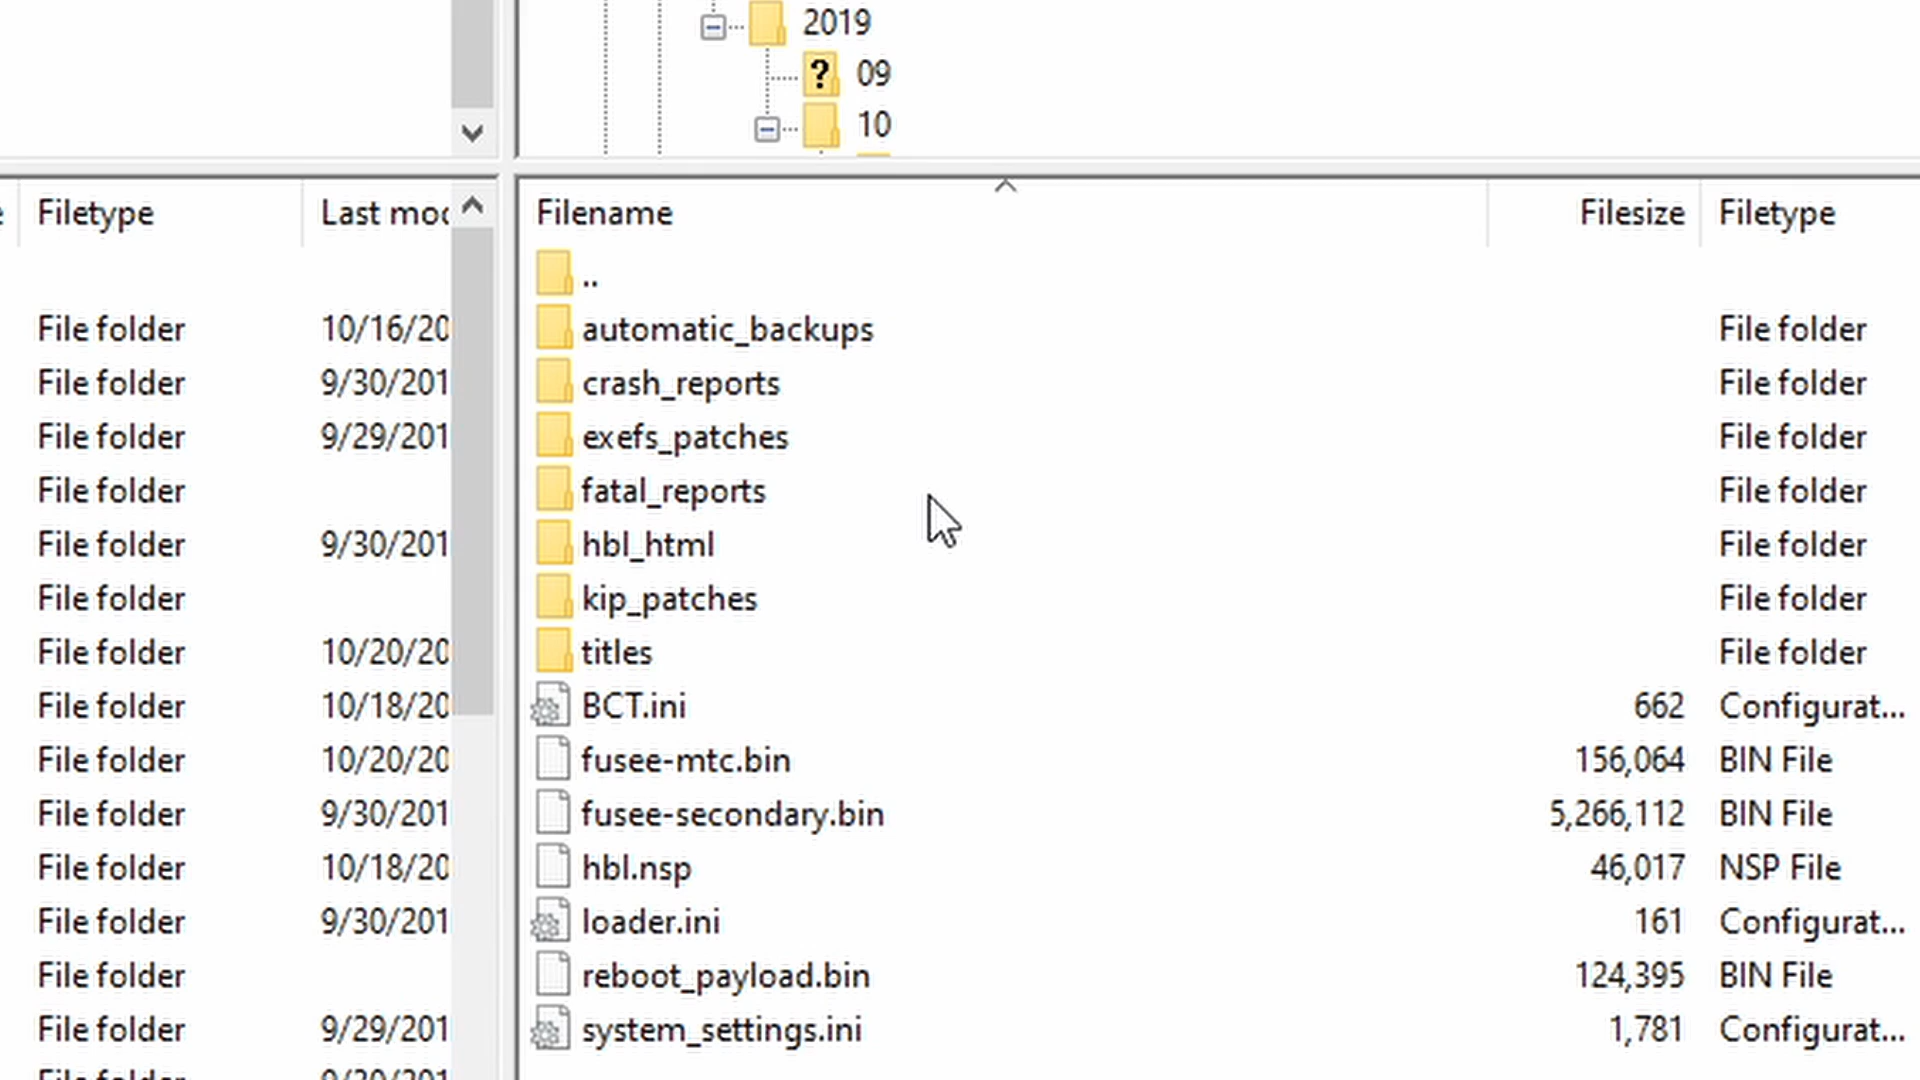 2019
09
10
Filetype Last mod
File folder 10/16/20
File folder 9/30/201
File folder 9/29/201
File folder
File folder 9/30/201
File folder
File folder 10/20/20
File folder 10/18/20
File folder 10/20/20
File folder 9/30/201
File folder 10/18/20
File folder 9/30/201
File folder
File folder 9/29/201
Filename Filesize Filetype
..
automatic_backups File folder
crash_reports File folder
exefs_patches File folder
fatal_reports File folder
hbl_html File folder
kip_patches File folder
titles File folder
BCT.ini 662 Configurat...
fusee-mtc.bin 156,064 BIN File
fusee-secondary.bin 5,266,112 BIN File
hbl.nsp 46,017 NSP File
loader.ini 161 Configurat...
reboot_payload.bin 124,395 BIN File
system_settings.ini 1,781 Configurat...